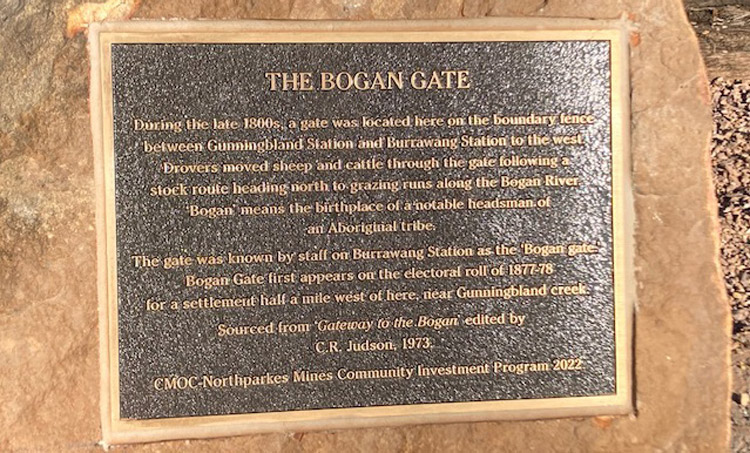 THE BOGAN GATE
During the late 1800s, a gate was located here on the boundary fence
between Gunningbland Station and Burrawang Station to the west.
Drovers moved sheep and cattle through the gate following a
stock route heading north to grazing runs along the Bogan River.
'Bogan' means the birthplace of a notable headsman of
an Aboriginal tribe.
The gate was known by staff on Burrawang Station as the 'Bogan gate'.
Bogan Gate first appears on the electoral roll of 1877-78
for a settlement half a mile west of here, near Gunningbland creek.
Sourced from 'Gateway to the Bogan' edited by
C.R. Judson, 1973.
CMOC-Northparkes Mines Community Investment Program 2022